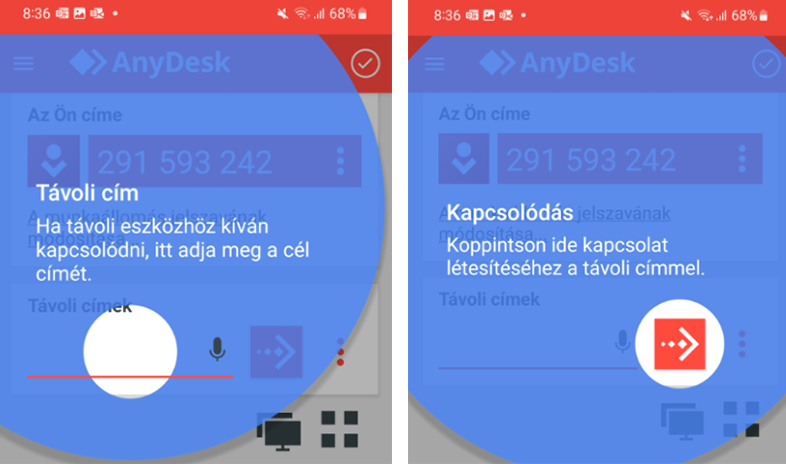 8:36
68%
AnyDesk
Az Ön címe
291 593 242
Távoli cím
A munkaállomás jelszavának
módosítása...
Ha távoli eszközhöz kíván
kapcsolódni, itt adja meg a cél
címét.
Távoli címek
8:36
68%
AnyDesk
Az Ön címe
291 593 242
Kapcsolódás
jelszavának
módosítása...
Koppintson ide kapcsolat
létesítéséhez a távoli címmel.
Távoli címek